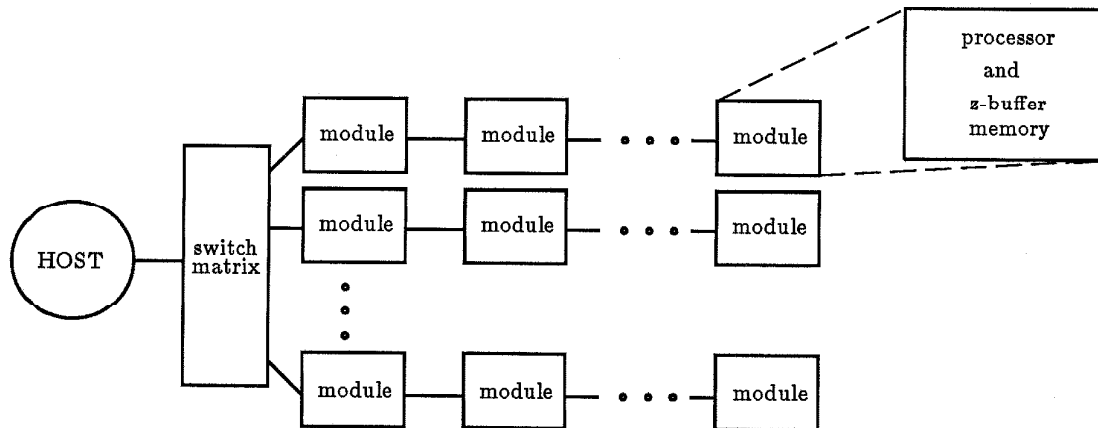 processor
and
z-buffer
memory
module module module
module module module
HOST
switch
matrix
module module module